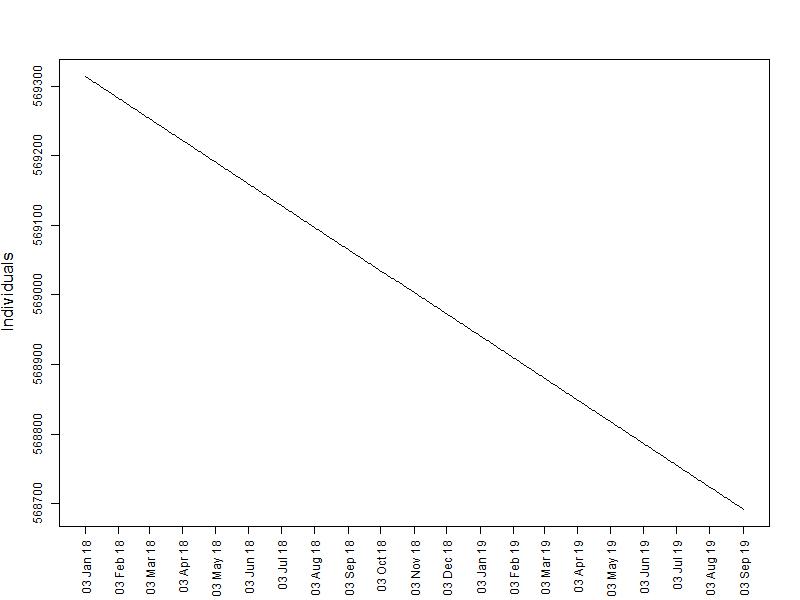 Individuals
569300
569200
569100
569000
568900
568800
568700
03 Jan 18
03 Feb 18
03 Mar 18
03 Apr 18
03 May 18
03 Jun 18
03 Jul 18
03 Aug 18
03 Sep 18
03 Oct 18
03 Nov 18
03 Dec 18
03 Jan 19
03 Feb 19
03 Mar 19
03 Apr 19
03 May 19
03 Jun 19
03 Jul 19
03 Aug 19
03 Sep 19